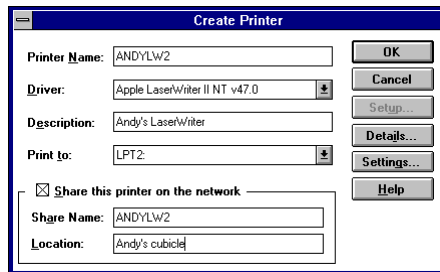 Create Printer
Printer Name: ANDYLW2
Driver: Apple LaserWriter II NT v47.0
Description: Andy's LaserWriter
Print to: LPT2:
Share this printer on the network
Share Name: ANDYLW2
Location: Andy's cubicle
OK
Cancel
Setup...
Details...
Settings...
Help